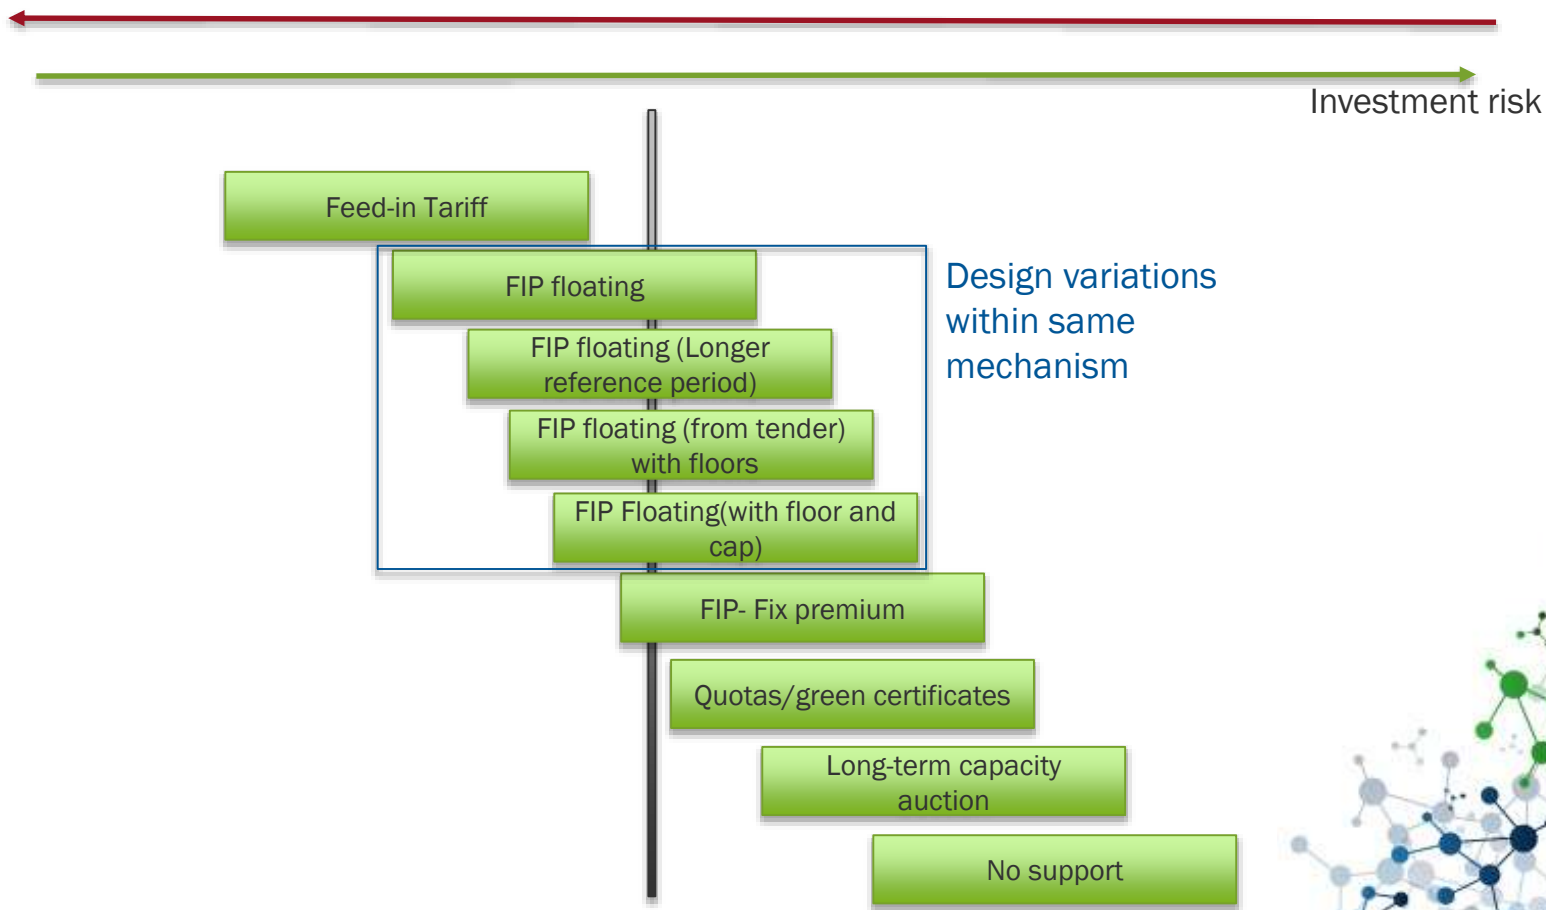 Investment risk
Feed-in Tariff
FIP floating
Design variations
within same
mechanism
FIP floating (Longer
reference period)
FIP floating (from tender)
with floors
FIP Floating(with floor and
cap)
FIP- Fix premium
Quotas/green certificates
Long-term capacity
auction
No support